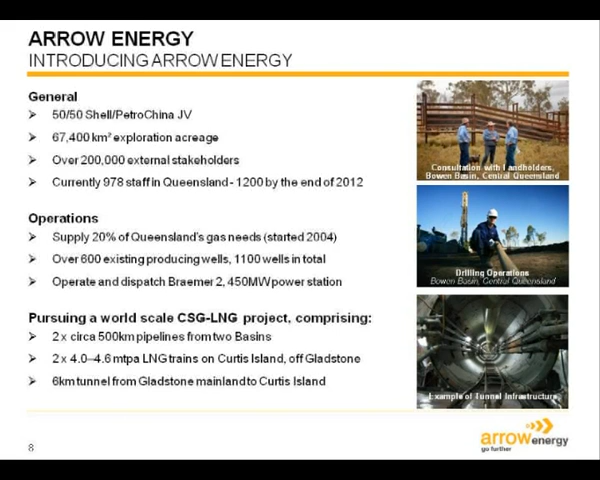 ARROW ENERGY
INTRODUCING ARROW ENERGY
General
➤ 50/50 Shell/PetroChina JV
➤ 67,400 km² exploration acreage
➤ Over 200,000 external stakeholders
➤ Currently 978 staff in Queensland - 1200 by the end of 2012
Operations
➤ Supply 20% of Queensland's gas needs (started 2004)
➤ Over 600 existing producing wells, 1100 wells in total
➤ Operate and dispatch Braemer 2, 450MW power station
Pursuing a world scale CSG-LNG project, comprising:
➤ 2 x circa 500km pipelines from two Basins
➤ 2 x 4.0–4.6 mtpa LNG trains on Curtis Island, off Gladstone
➤ 6km tunnel from Gladstone mainland to Curtis Island
Consultation with Landholders,
Bowen Basin, Central Queensland
Drilling Operations
Bowen Basin, Central Queensland
Example of Tunnel Infrastructure
arrow energy
go further
8